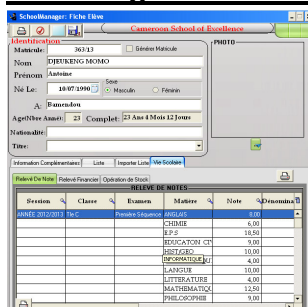 SchoolManager: Fiche Elève
Cameroon School of Excellence
Identification
PHOTO
Matricule: 363/13 Générer Matricule
Nom DJEUKENG MOMO
Prénom Antoine
Sexe
Né Le: 10/07/1990 Masculin Féminin
A: Bamendou
Age(Nbre Année): 23 Complet: 23 Ans 4 Mois 12 Jours
Nationalité:
Titre:
Information Complémentaires Liste Importer Liste Vie Scolaire
Relevé De Note Relevé Financier Opération de Stock
RELEVE DE NOTES
Session Classe Examen Matière Note Dénomina
ANNÉE 2012/2013 Tle C Première Séquence ANGLAIS 8,00
CHIMIE 6,00
E.P.S 18,50
EDUCATON CI 9,00
HIST/GEO 10,00
INFORMATIQUE 4,00
LANGUE 10,00
LITTERATURE 4,00
MATHEMATIQ 12,50
PHILOSOPHIE 9,00